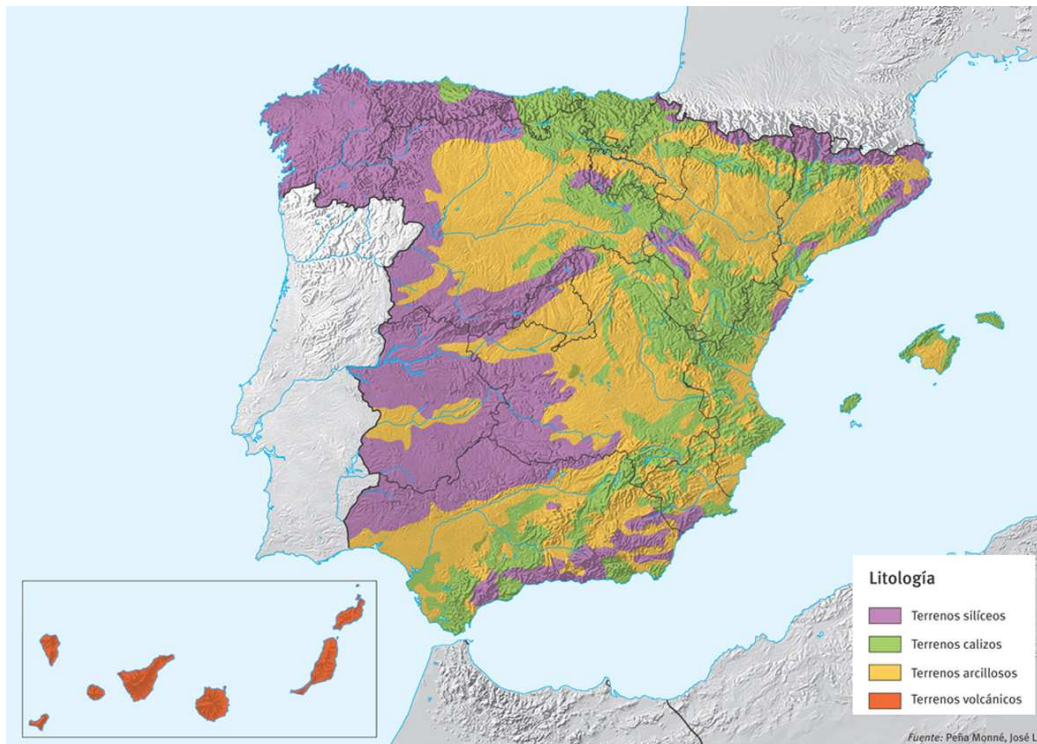 Litología
Terrenos silíceos
Terrenos calizos
Terrenos arcillosos
Terrenos volcánicos
Fuente: Peña Monné, José L